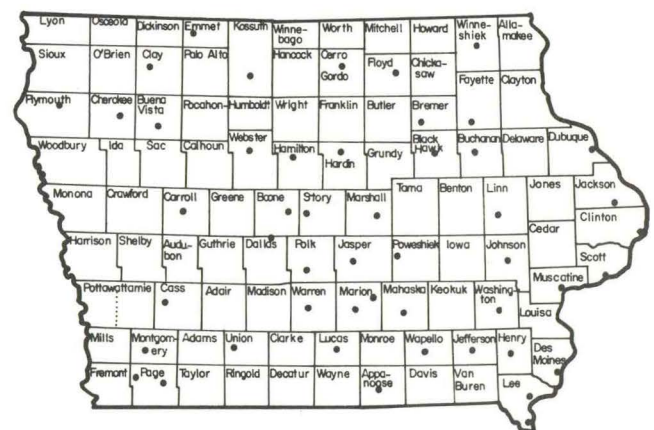 Lyon Osceola Dickinson Emmet Kossuth Winne-bago Worth Mitchell Howard Winne-shiek Alla-makee
Sioux O'Brien Clay Palo Alto Hancock Cerro Gordo Floyd Chicka-saw
Fayette Clayton
Plymouth Cherokee Buena Vista Pocahon- Humboldt Wright Franklin Butler Bremer
Woodbury Ida Sac Calhoun Webster Hamilton Hardin Grundy Black Hawk Buchanan Delaware Dubuque
Monona Crawford Carroll Greene Boone Story Marshall Tama Benton Linn Jones Jackson
Clinton
Harrison Shelby Audu-bon Guthrie Dallas Polk Jasper Poweshiek Iowa Johnson Cedar
Scott
Muscatine
Pottawattamie Cass Adair Madison Warren Marion Mahaska Keokuk Washing-ton
Louisa
Mills Montgom-ery Adams Union Clarke Lucas Monroe Wapello Jefferson Henry Des Moines
Fremont Page Taylor Ringold Decatur Wayne Appa-noose Davis Van Buren Lee